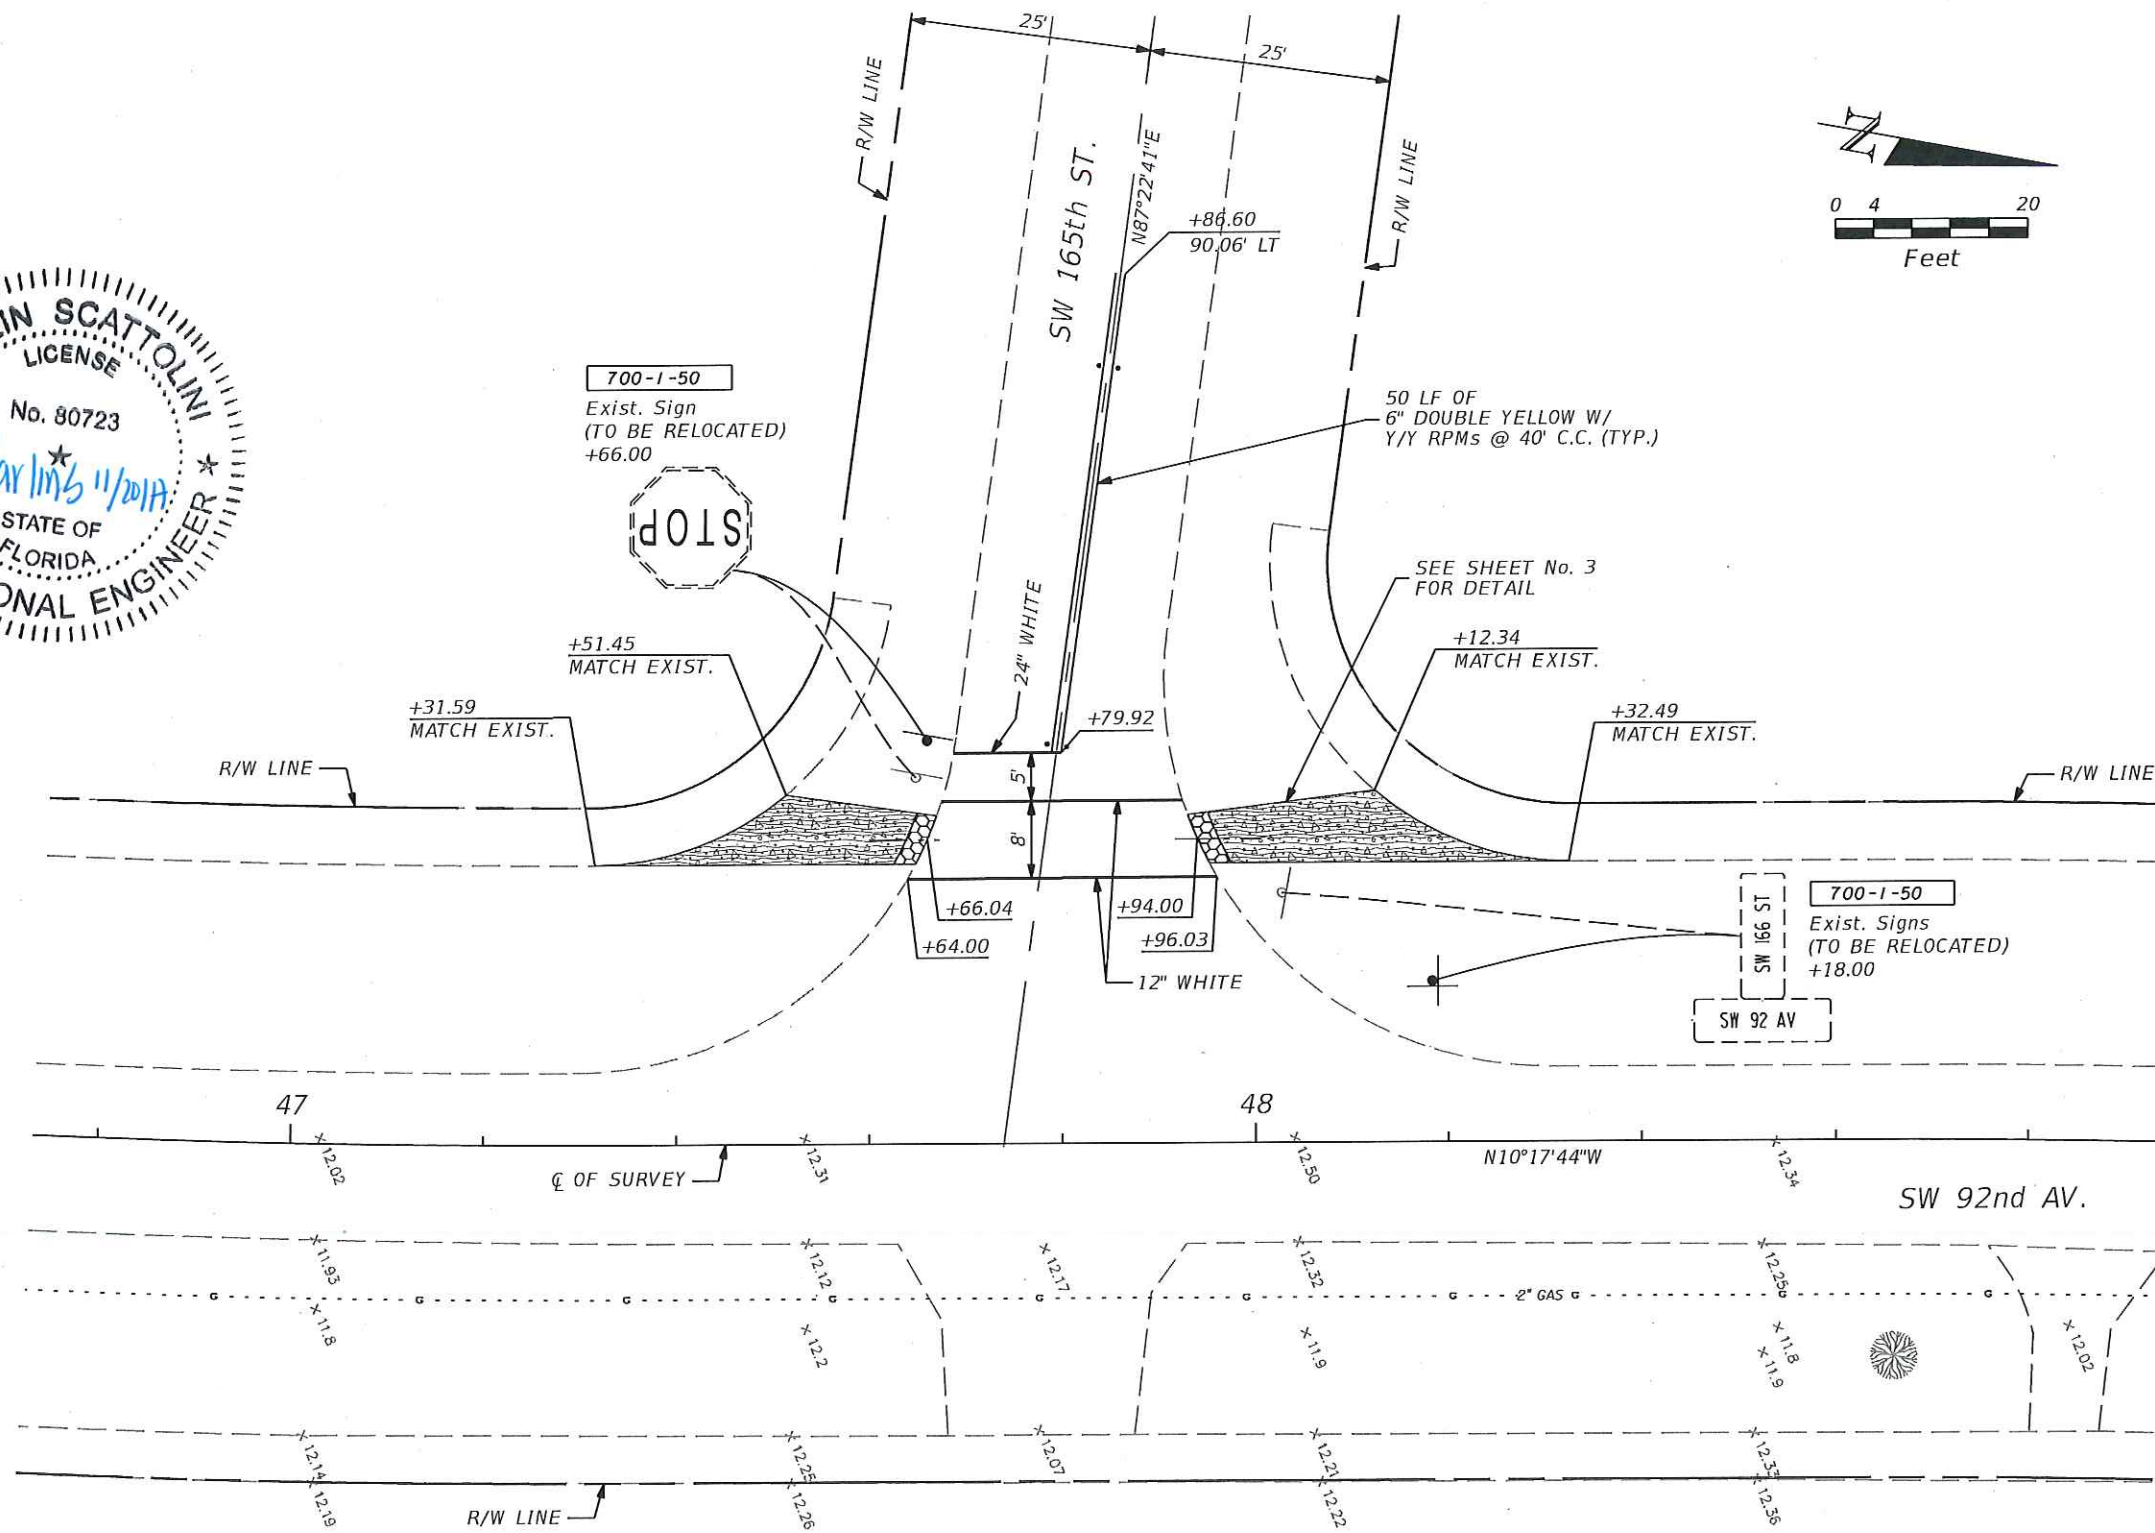 25'
25'
R/W LINE
SW 165th ST.
N87°22'41"E
+86.60
90.06' LT
R/W LINE
N
0 4 20
Feet
SCATTOLINI
LICENSE
No. 80723
STATE OF
FLORIDA
ENGINEER
700-1-50
Exist. Sign
(TO BE RELOCATED)
+66.00
STOP
50 LF OF
6" DOUBLE YELLOW W/
Y/Y RPMs @ 40' C.C. (TYP.)
SEE SHEET No. 3
FOR DETAIL
24" WHITE
+51.45
MATCH EXIST.
+12.34
MATCH EXIST.
+31.59
MATCH EXIST.
+79.92
+32.49
MATCH EXIST.
R/W LINE
R/W LINE
5'
8'
+66.04
+64.00
+94.00
+96.03
12" WHITE
SW 166 ST
SW 92 AV
700-1-50
Exist. Signs
(TO BE RELOCATED)
+18.00
47
48
12.02
12.31
12.50
12.34
℄ OF SURVEY
N10°17'44"W
SW 92nd AV.
11.93
12.12
12.17
12.32
12.25
G G G G G G G 2" GAS G G G
11.8
12.2
11.9
11.8
11.9
12.02
12.14
12.25
12.07
12.21
12.33
12.19
12.26
12.22
12.36
R/W LINE